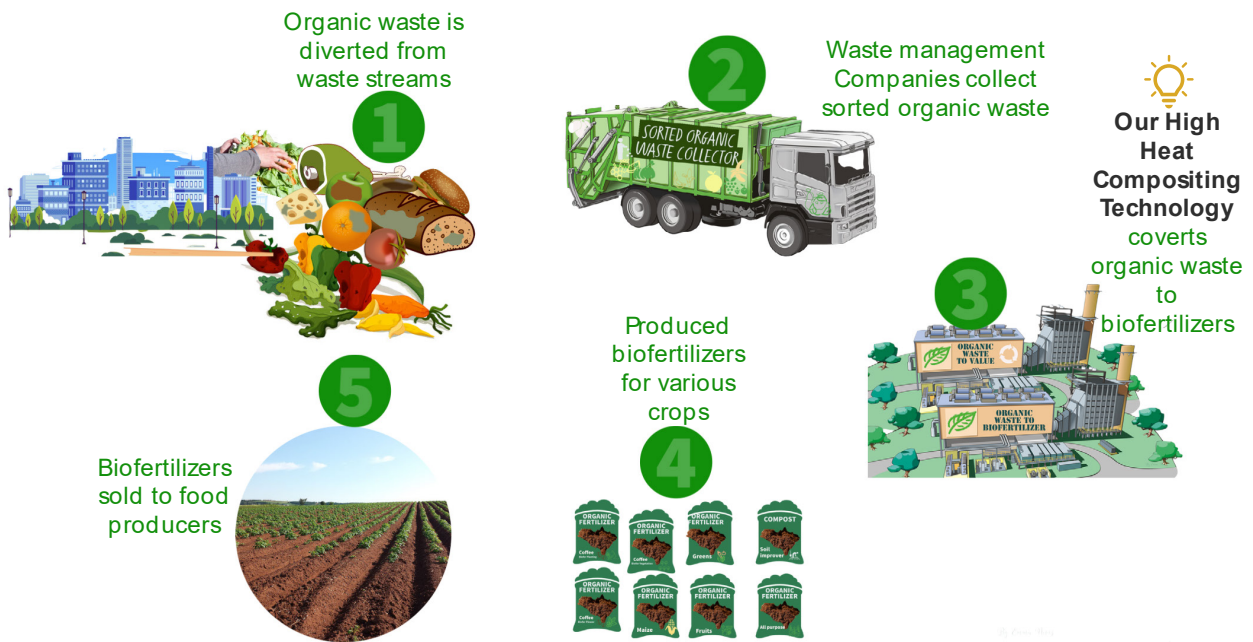 Organic waste is
diverted from
waste streams
1
2
Waste management
Companies collect
sorted organic waste
SORTED ORGANIC
WASTE COLLECTOR
Our High
Heat
Compositing
Technology
coverts
organic waste
to
biofertilizers
3
ORGANIC
WASTE
TO VALUE
ORGANIC
WASTE TO
BIOFERTILIZER
Produced
biofertilizers
for various
crops
4
ORGANIC
FERTILIZER
Coffee
ORGANIC
FERTILIZER
Coffee
ORGANIC
FERTILIZER
Greens
COMPOST
Soil
improver
ORGANIC
FERTILIZER
Coffee
ORGANIC
FERTILIZER
Maize
ORGANIC
FERTILIZER
Fruits
ORGANIC
FERTILIZER
All purpose
5
Biofertilizers
sold to food
producers